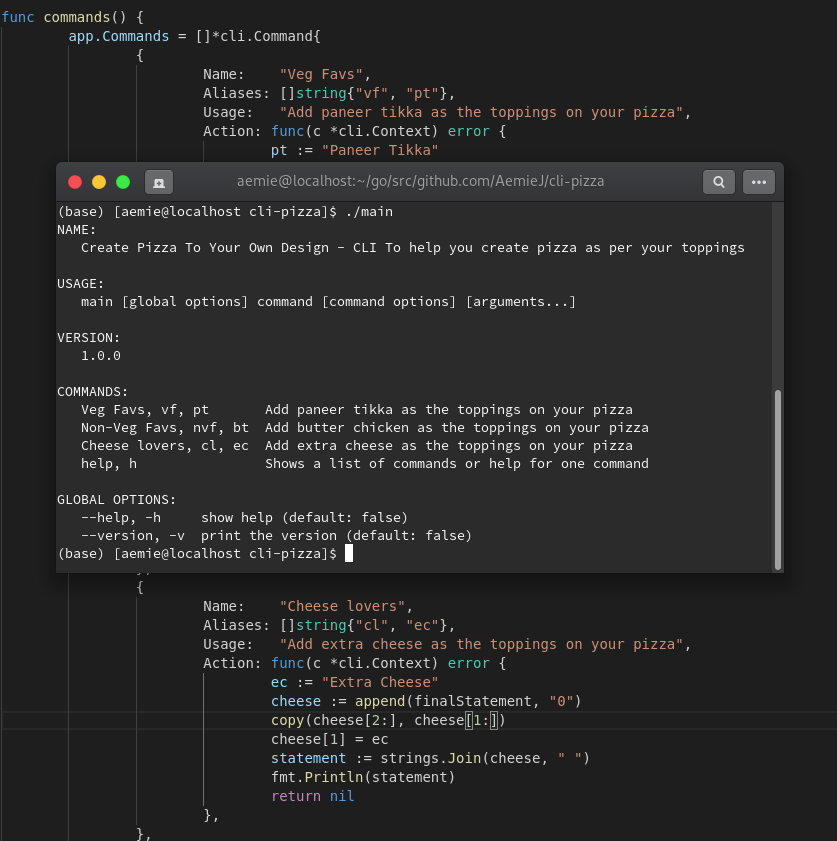 func commands() {
app.Commands = []*cli.Command{
{
Name:    "Veg Favs",
Aliases: []string{"vf", "pt"},
Usage:   "Add paneer tikka as the toppings on your pizza",
Action: func(c *cli.Context) error {
pt := "Paneer Tikka"
aemie@localhost:~/go/src/github.com/AemieJ/cli-pizza
(base) [aemie@localhost cli-pizza]$ ./main
NAME:
   Create Pizza To Your Own Design - CLI To help you create pizza as per your toppings
USAGE:
   main [global options] command [command options] [arguments...]
VERSION:
   1.0.0
COMMANDS:
   Veg Favs, vf, pt       Add paneer tikka as the toppings on your pizza
   Non-Veg Favs, nvf, bt  Add butter chicken as the toppings on your pizza
   Cheese lovers, cl, ec  Add extra cheese as the toppings on your pizza
   help, h                Shows a list of commands or help for one command
GLOBAL OPTIONS:
   --help, -h     show help (default: false)
   --version, -v  print the version (default: false)
(base) [aemie@localhost cli-pizza]$
{
Name:    "Cheese lovers",
Aliases: []string{"cl", "ec"},
Usage:   "Add extra cheese as the toppings on your pizza",
Action: func(c *cli.Context) error {
ec := "Extra Cheese"
cheese := append(finalStatement, "0")
copy(cheese[2:], cheese[1:])
cheese[1] = ec
statement := strings.Join(cheese, " ")
fmt.Println(statement)
return nil
},
},